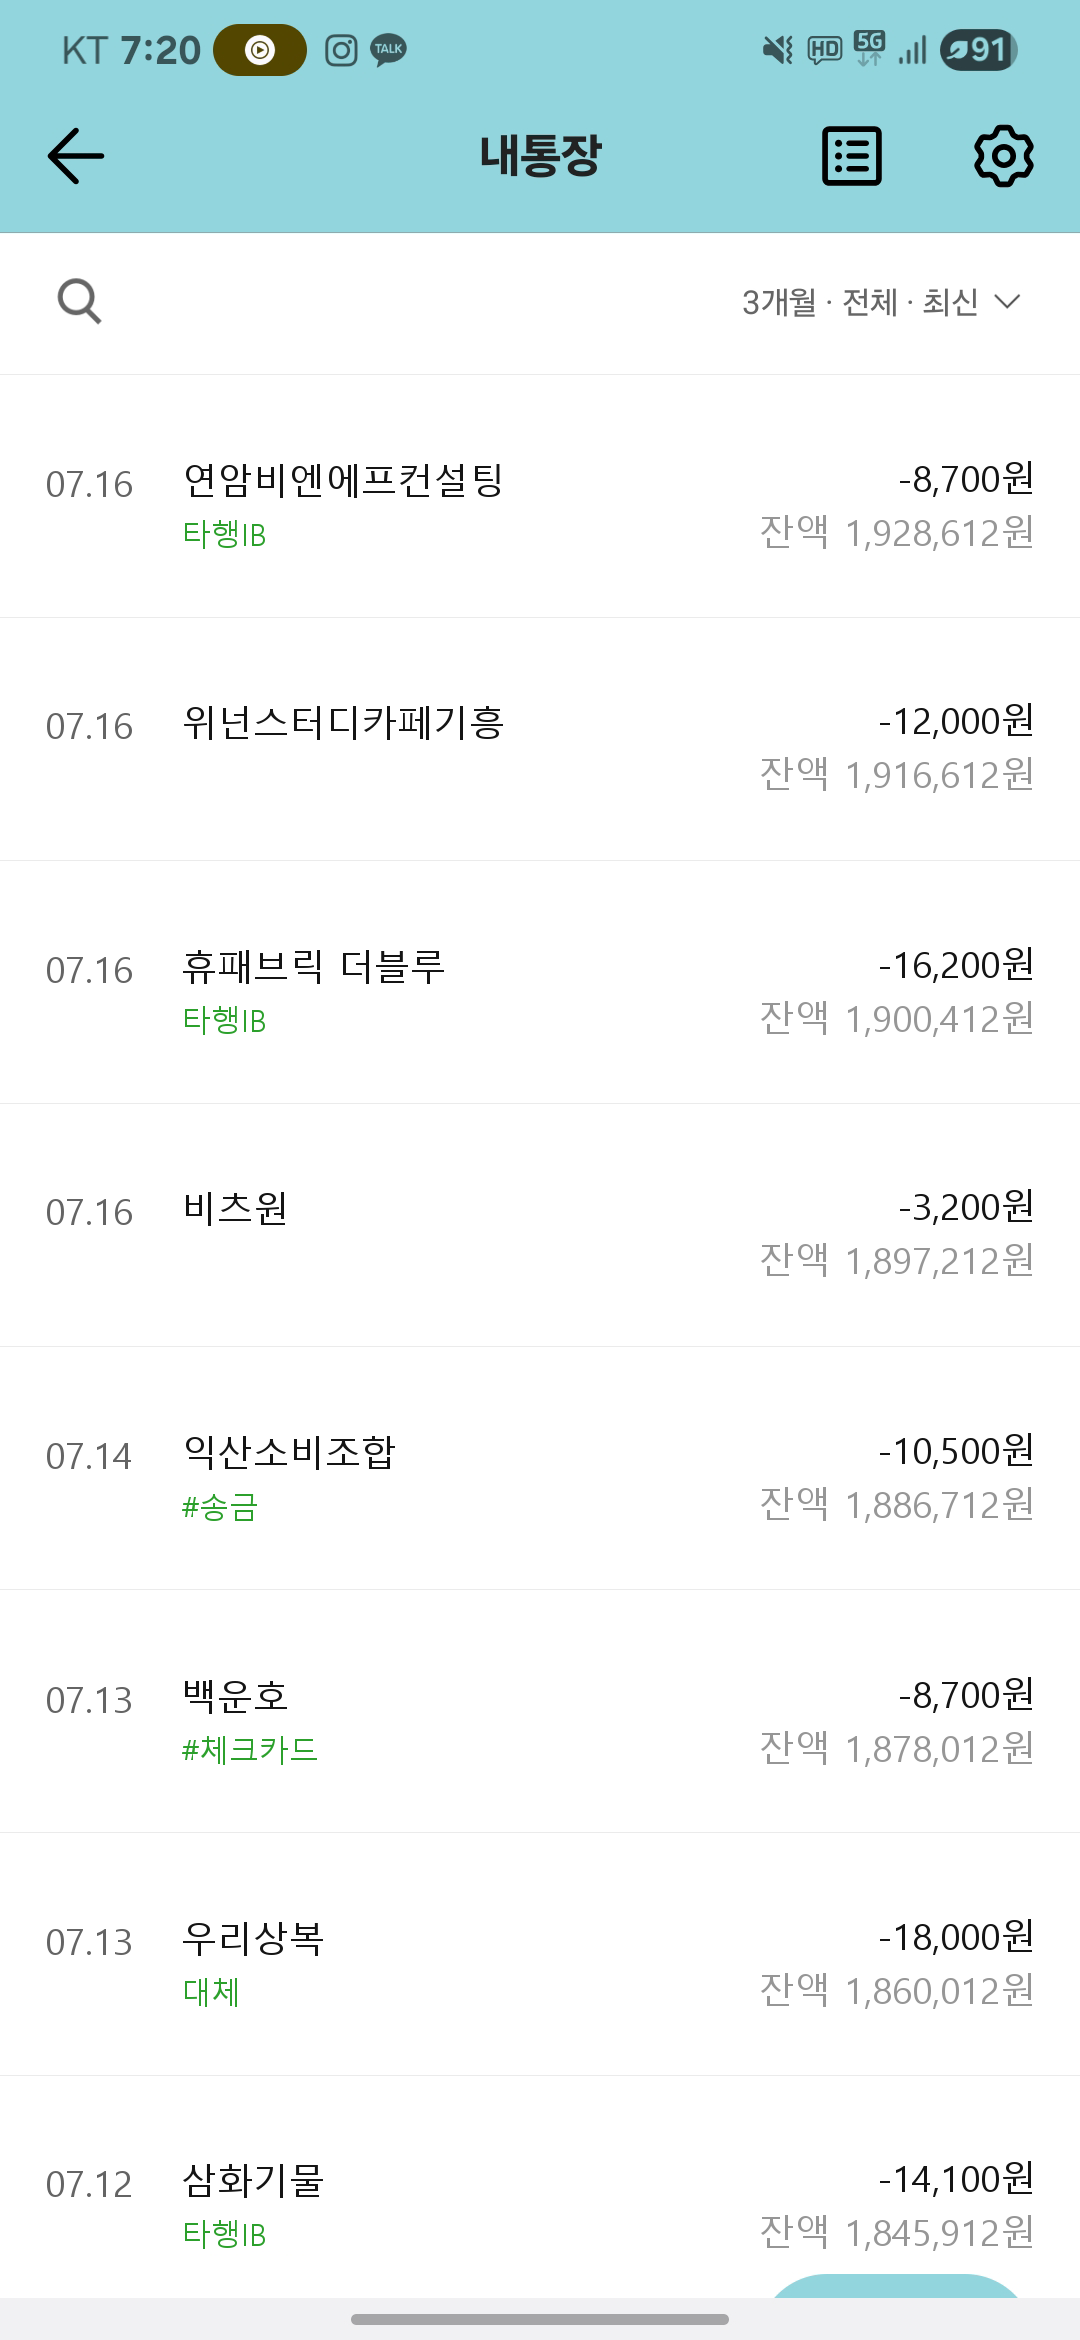 KT 7:20 TALK HD 5G 91
내통장
3개월 · 전체 · 최신
07.16 연암비엔에프컨설팅 -8,700원
타행IB 잔액 1,928,612원
07.16 위넌스터디카페기흥 -12,000원
잔액 1,916,612원
07.16 휴패브릭 더블루 -16,200원
타행IB 잔액 1,900,412원
07.16 비츠원 -3,200원
잔액 1,897,212원
07.14 익산소비조합 -10,500원
#송금 잔액 1,886,712원
07.13 백운호 -8,700원
#체크카드 잔액 1,878,012원
07.13 우리상복 -18,000원
대체 잔액 1,860,012원
07.12 삼화기물 -14,100원
타행IB 잔액 1,845,912원